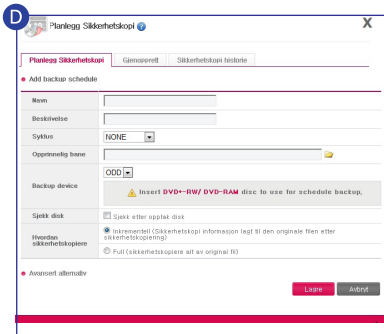 D
Planlegg Sikkerhetskopi ? X
Planlegg Sikkerhetskopi Gjenopprett Sikkerhetskopi historie
Add backup schedule
Navn
Beskrivelse
Syklus NONE
Opprinnelig bane
Backup device ODD
Insert DVD+-RW/ DVD-RAM disc to use for schedule backup,
Sjekk disk Sjekk etter opptak disk
Hvordan sikkerhetskopiere
Inkrementell (Sikkerhetskopi informasjon lagt til den originale filen etter
sikkerhetskopiering)
Full (sikkerhetskopiere alt av original fil)
Avansert alternativ
Lagre Avbryt